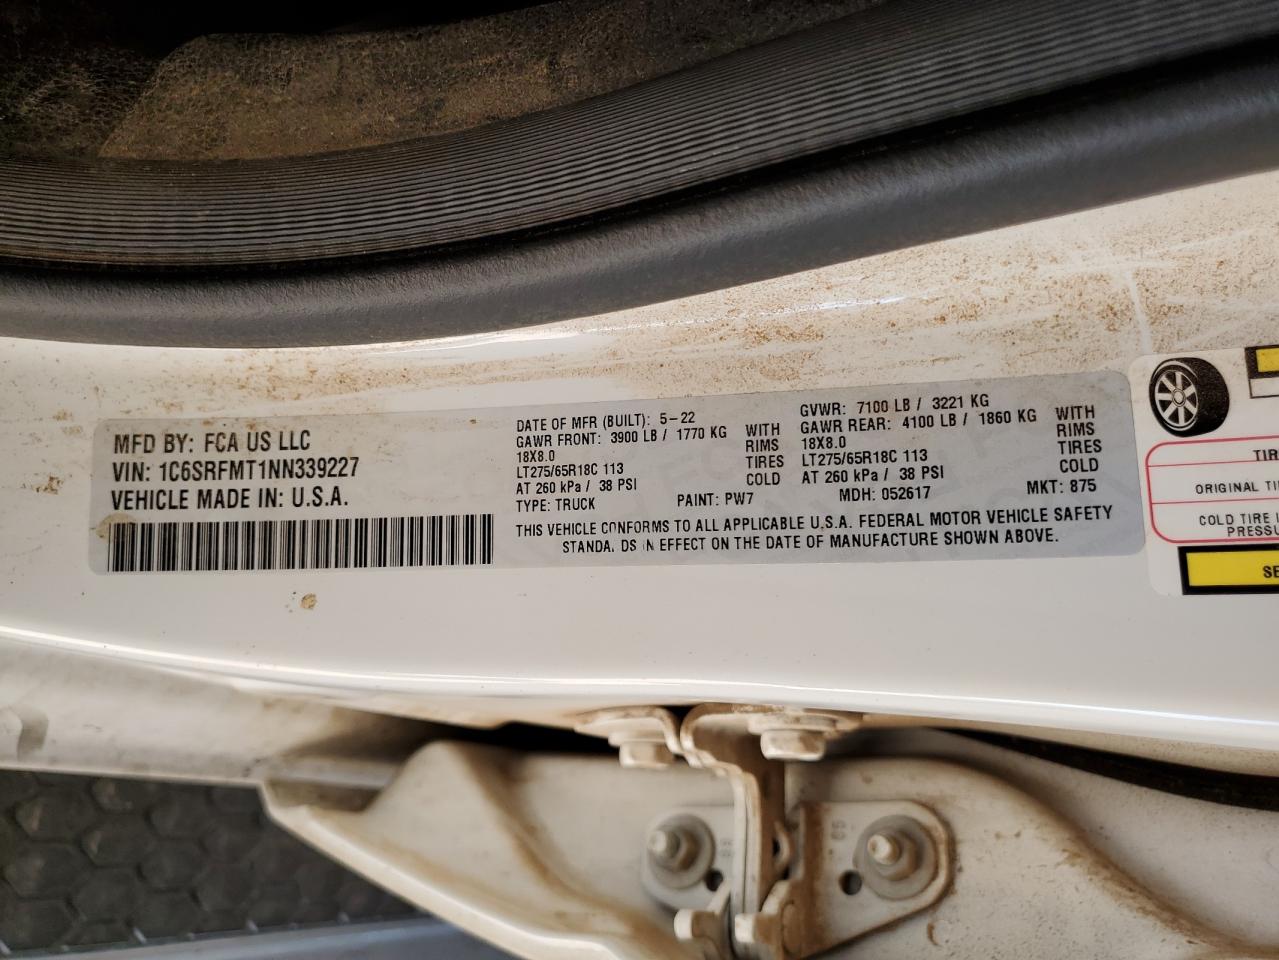 MFD BY: FCA US LLC
VIN: 1C6SRFMT1NN339227
VEHICLE MADE IN: U.S.A.
DATE OF MFR (BUILT): 5-22
GAWR FRONT: 3900 LB / 1770 KG WITH
18X8.0 RIMS
LT275/65R18C 113 TIRES
AT 260 kPa / 38 PSI COLD
TYPE: TRUCK PAINT: PW7
GVWR: 7100 LB / 3221 KG
GAWR REAR: 4100 LB / 1860 KG WITH
18X8.0 RIMS
LT275/65R18C 113 TIRES
AT 260 kPa / 38 PSI COLD
MDH: 052617 MKT: 875
THIS VEHICLE CONFORMS TO ALL APPLICABLE U.S.A. FEDERAL MOTOR VEHICLE SAFETY
STANDA DS IN EFFECT ON THE DATE OF MANUFACTURE SHOWN ABOVE.
TIR
ORIGINAL TI
COLD TIRE
PRESSU
SE